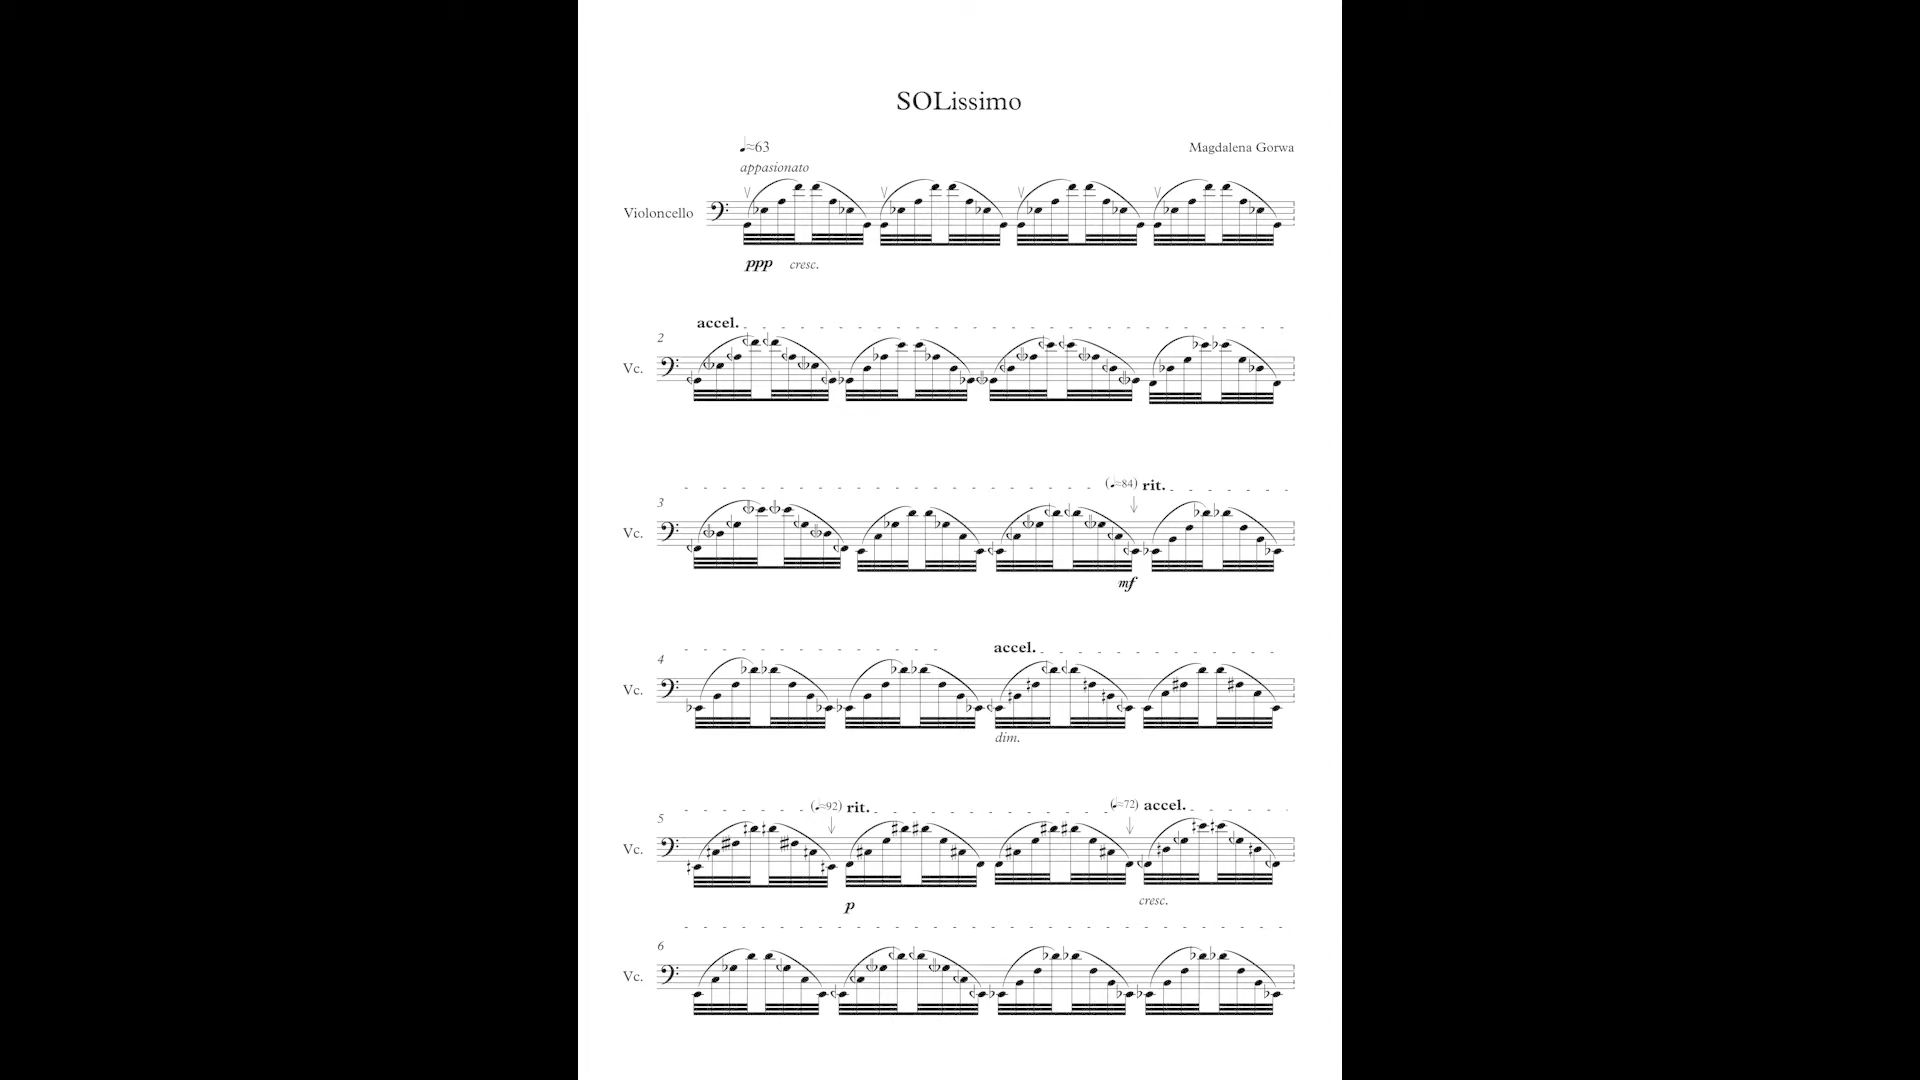 SOLissimo
♩≈63
Magdalena Gorwa
appasionato
Violoncello
ppp cresc.
accel.
2
Vc.
(♩≈84) rit.
3
Vc.
mf
accel.
4
Vc.
dim.
(♩≈92) rit. (♩≈72) accel.
5
Vc.
p cresc.
6
Vc.